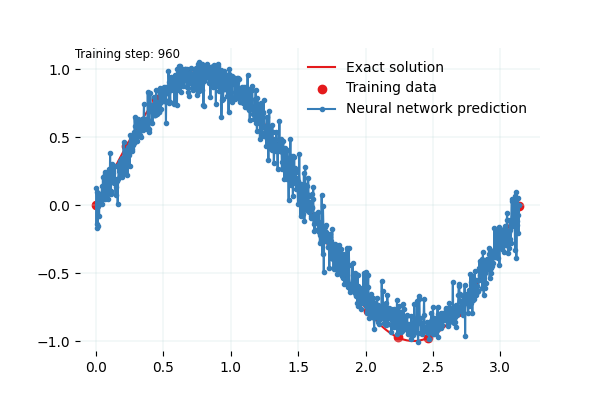 Training step: 960
Exact solution
Training data
Neural network prediction
1.0
0.5
0.0
−0.5
−1.0
0.0 0.5 1.0 1.5 2.0 2.5 3.0